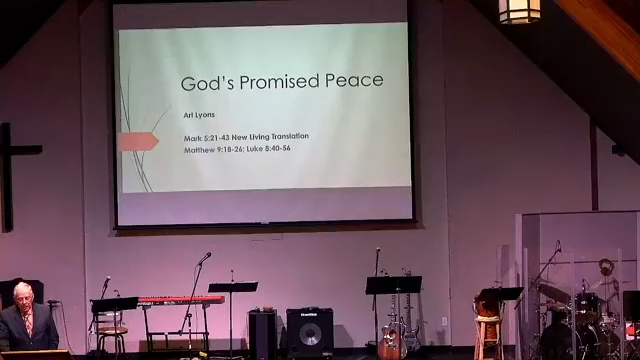 God's Promised Peace
Art Lyons
Mark 5:21-43 New Living Translation
Matthew 9:18-26; Luke 8:40-56